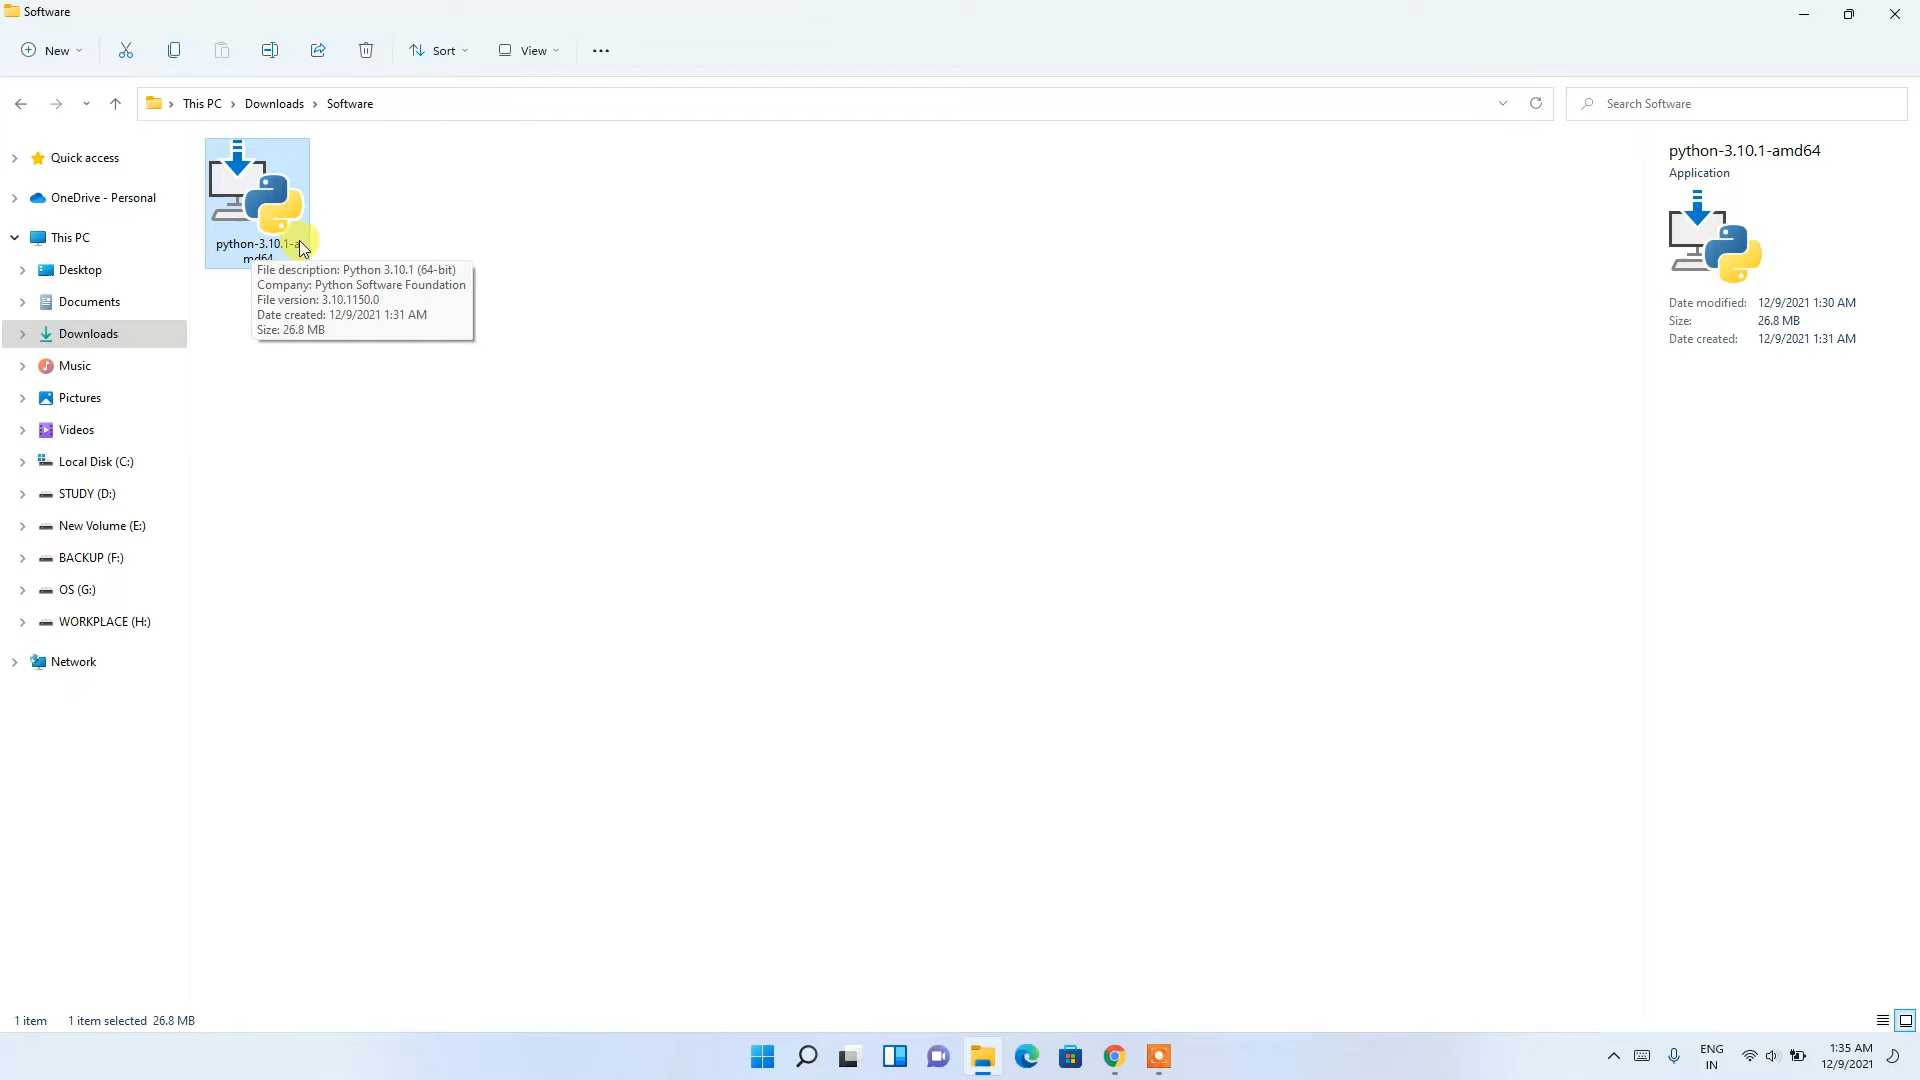 Software
New
Sort
View
This PC
Downloads
Software
Search Software
Quick access
OneDrive - Personal
This PC
Desktop
Documents
Downloads
Music
Pictures
Videos
Local Disk (C:)
STUDY (D:)
New Volume (E:)
BACKUP (F:)
OS (G:)
WORKPLACE (H:)
Network
python-3.10.1-a
md64
File description: Python 3.10.1 (64-bit)
Company: Python Software Foundation
File version: 3.10.1150.0
Date created: 12/9/2021 1:31 AM
Size: 26.8 MB
python-3.10.1-amd64
Application
Date modified: 12/9/2021 1:30 AM
Size: 26.8 MB
Date created: 12/9/2021 1:31 AM
1 item 1 item selected 26.8 MB
ENG
IN
1:35 AM
12/9/2021